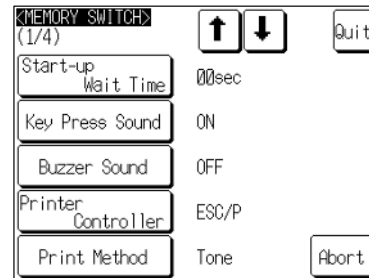 <MEMORY SWITCH>
(1/4)
Quit
Start-up
Wait Time
00sec
Key Press Sound
ON
Buzzer Sound
OFF
Printer
Controller
ESC/P
Print Method
Tone
Abort